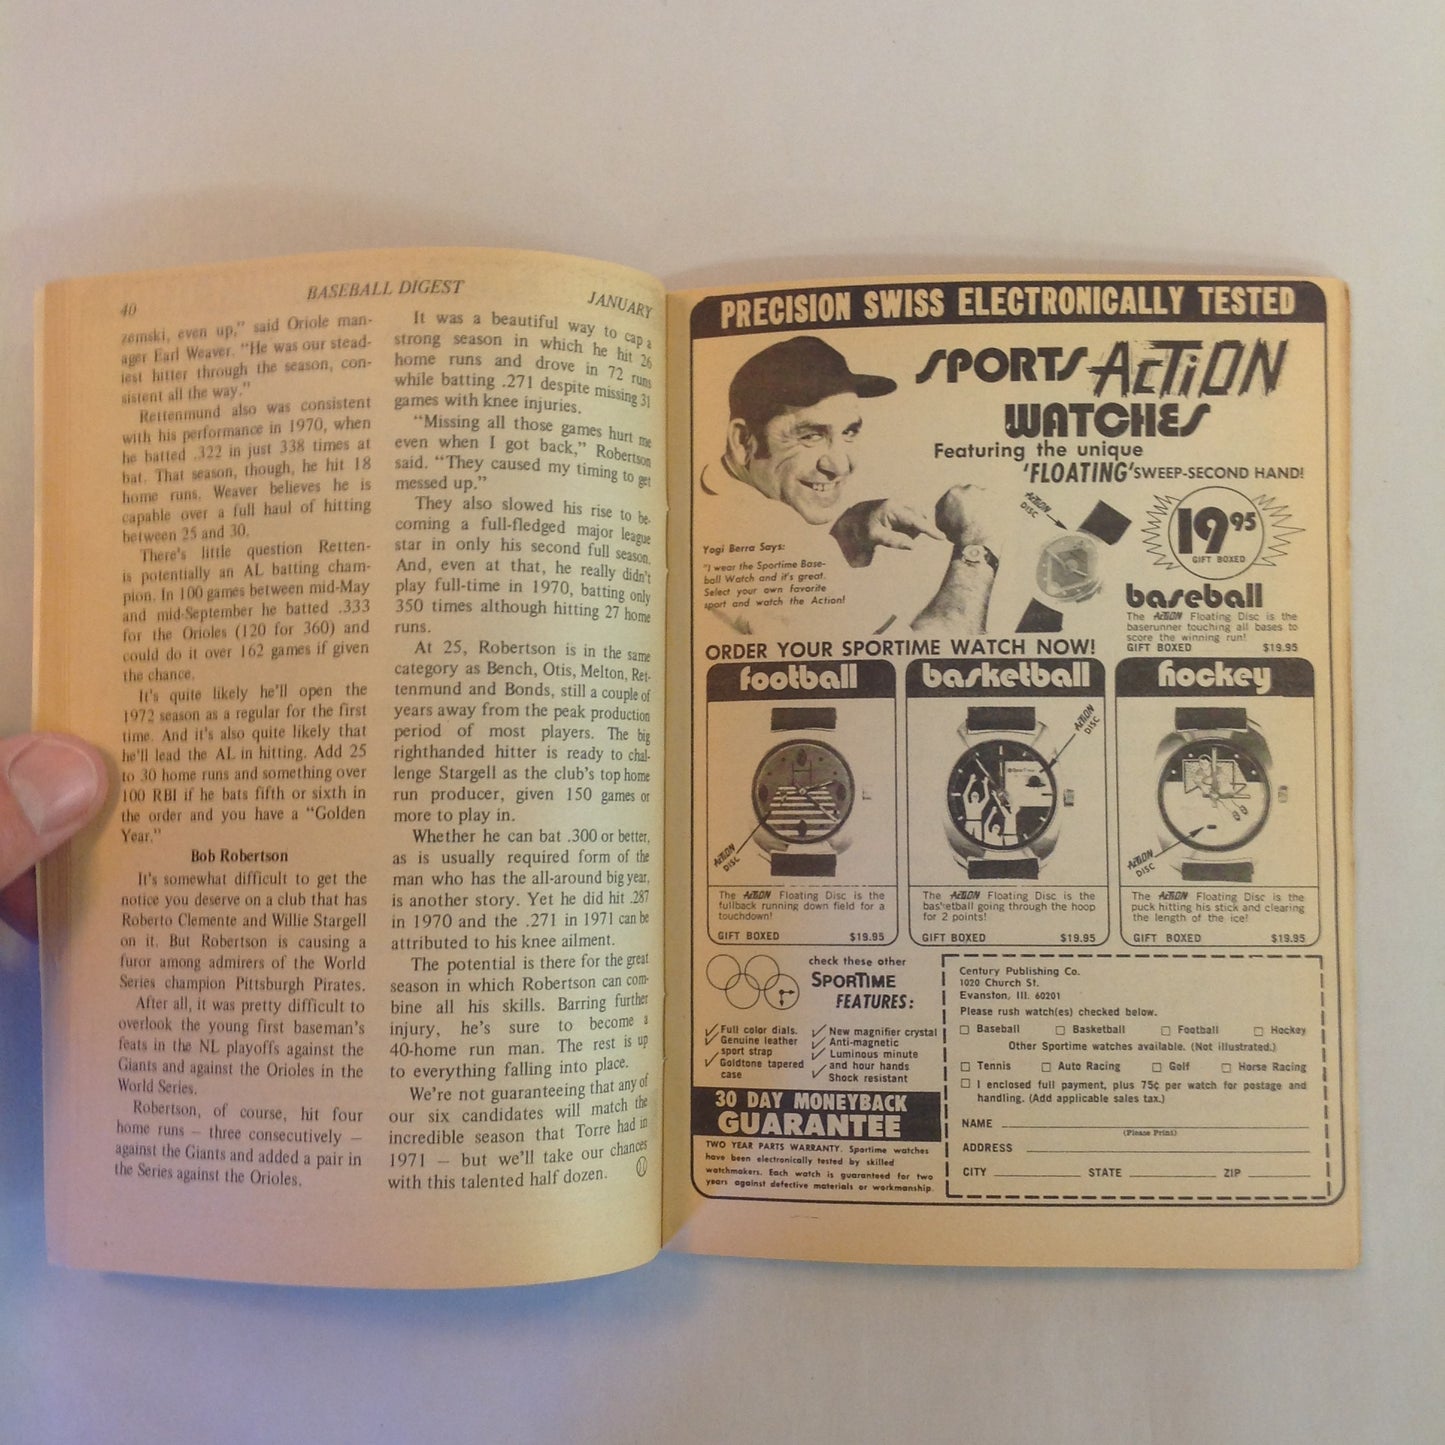 40
BASEBALL DIGEST
JANUARY
zemski, even up," said Oriole man-
ager Earl Weaver. "He was our stead-
iest hitter through the season, con-
sistent all the way."
Rettenmund also was consistent
with his performance in 1970, when
he batted .322 in just 338 times at
bat. That season, though, he hit 18
home runs. Weaver believes he is
capable over a full haul of hitting
between 25 and 30.
There's little question Retten-
is potentially an AL batting cham-
pion. In 100 games between mid-May
and mid-September he batted .333
for the Orioles (120 for 360) and
could do it over 162 games if given
the chance.
It's quite likely he'll open the
1972 season as a regular for the first
time. And it's also quite likely that
he'll lead the AL in hitting. Add 25
to 30 home runs and something over
100 RBI if he bats fifth or sixth in
the order and you have a "Golden
Year."
Bob Robertson
It's somewhat difficult to get the
notice you deserve on a club that has
Roberto Clemente and Willie Stargell
on it. But Robertson is causing a
furor among admirers of the World
Series champion Pittsburgh Pirates.
After all, it was pretty difficult to
overlook the young first baseman's
feats in the NL playoffs against the
Giants and against the Orioles in the
World Series.
Robertson, of course, hit four
home runs — three consecutively —
against the Giants and added a pair in
the Series against the Orioles.
It was a beautiful way to cap a
strong season in which he hit 26
home runs and drove in 72 runs
while batting .271 despite missing 31
games with knee injuries.
"Missing all those games hurt me
even when I got back," Robertson
said. "They caused my timing to get
messed up."
They also slowed his rise to be-
coming a full-fledged major league
star in only his second full season.
And, even at that, he really didn't
play full-time in 1970, batting only
350 times although hitting 27 home
runs.
At 25, Robertson is in the same
category as Bench, Otis, Melton, Ret-
tenmund and Bonds, still a couple of
years away from the peak production
period of most players. The big
righthanded hitter is ready to chal-
lenge Stargell as the club's top home
run producer, given 150 games or
more to play in.
Whether he can bat .300 or better,
as is usually required form of the
man who has the all-around big year,
is another story. Yet he did hit .287
in 1970 and the .271 in 1971 can be
attributed to his knee ailment.
The potential is there for the great
season in which Robertson can com-
bine all his skills. Barring further
injury, he's sure to become a
40-home run man. The rest is up
to everything falling into place.
We're not guaranteeing that any of
our six candidates will match the
incredible season that Torre had in
1971 — but we'll take our chances
with this talented half dozen.
PRECISION SWISS ELECTRONICALLY TESTED
SPORTS ACTION
WATCHES
Featuring the unique
'FLOATING' SWEEP-SECOND HAND!
ACTION
DISC
19 95
GIFT BOXED
Yogi Berra Says:
"I wear the Sportime Base-
ball Watch and it's great.
Select your own favorite
sport and watch the Action!
baseball
The ACTION Floating Disc is the
baserunner touching all bases to
score the winning run!
GIFT BOXED $19.95
ORDER YOUR SPORTIME WATCH NOW!
football
ACTION
DISC
The ACTION Floating Disc is the
fullback running down field for a
touchdown!
GIFT BOXED $19.95
basketball
ACTION
DISC
The ACTION Floating Disc is the
basketball going through the hoop
for 2 points!
GIFT BOXED $19.95
hockey
ACTION
DISC
The ACTION Floating Disc is the
puck hitting his stick and clearing
the length of the ice!
GIFT BOXED $19.95
check these other
SPORTIME
FEATURES:
Full color dials.
Genuine leather
sport strap
Goldtone tapered
case
New magnifier crystal
Anti-magnetic
Luminous minute
and hour hands
Shock resistant
30 DAY MONEYBACK
GUARANTEE
TWO YEAR PARTS WARRANTY. Sportime watches
have been electronically tested by skilled
watchmakers. Each watch is guaranteed for two
years against defective materials or workmanship.
Century Publishing Co.
1020 Church St.
Evanston, Ill. 60201
Please rush watch(es) checked below.
Baseball Basketball Football Hockey
Other Sportime watches available. (Not illustrated.)
Tennis Auto Racing Golf Horse Racing
I enclosed full payment, plus 75¢ per watch for postage and
handling. (Add applicable sales tax.)
NAME
(Please Print)
ADDRESS
CITY STATE ZIP